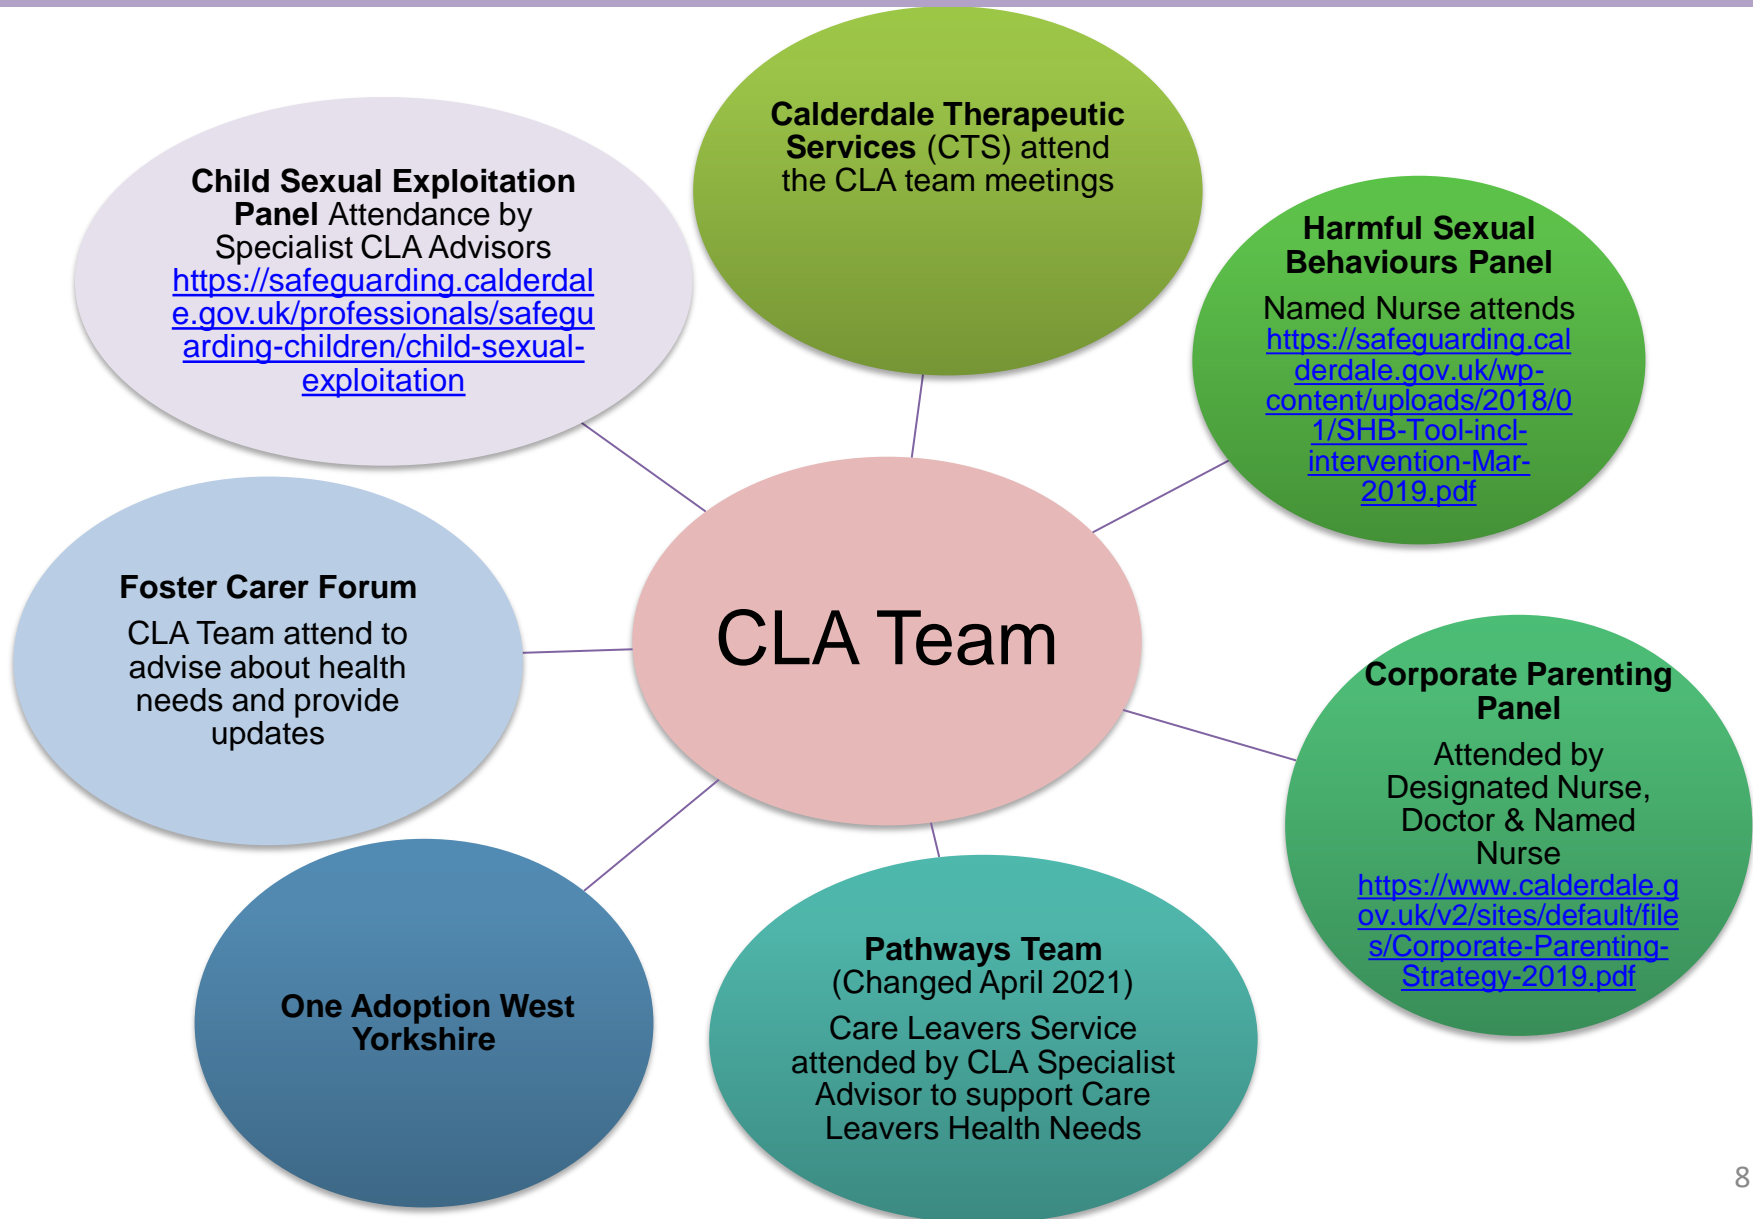 Calderdale Therapeutic
Services (CTS) attend
the CLA team meetings
Child Sexual Exploitation
Panel Attendance by
Specialist CLA Advisors
https://safeguarding.calderdal
e.gov.uk/professionals/safegu
arding-children/child-sexual-
exploitation
Harmful Sexual
Behaviours Panel
Named Nurse attends
https://safeguarding.cal
derdale.gov.uk/wp-
content/uploads/2018/0
1/SHB-Tool-incl-
intervention-Mar-
2019.pdf
Foster Carer Forum
CLA Team attend to
advise about health
needs and provide
updates
CLA Team
Corporate Parenting
Panel
Attended by
Designated Nurse,
Doctor & Named
Nurse
https://www.calderdale.g
ov.uk/v2/sites/default/file
s/Corporate-Parenting-
Strategy-2019.pdf
One Adoption West
Yorkshire
Pathways Team
(Changed April 2021)
Care Leavers Service
attended by CLA Specialist
Advisor to support Care
Leavers Health Needs
8